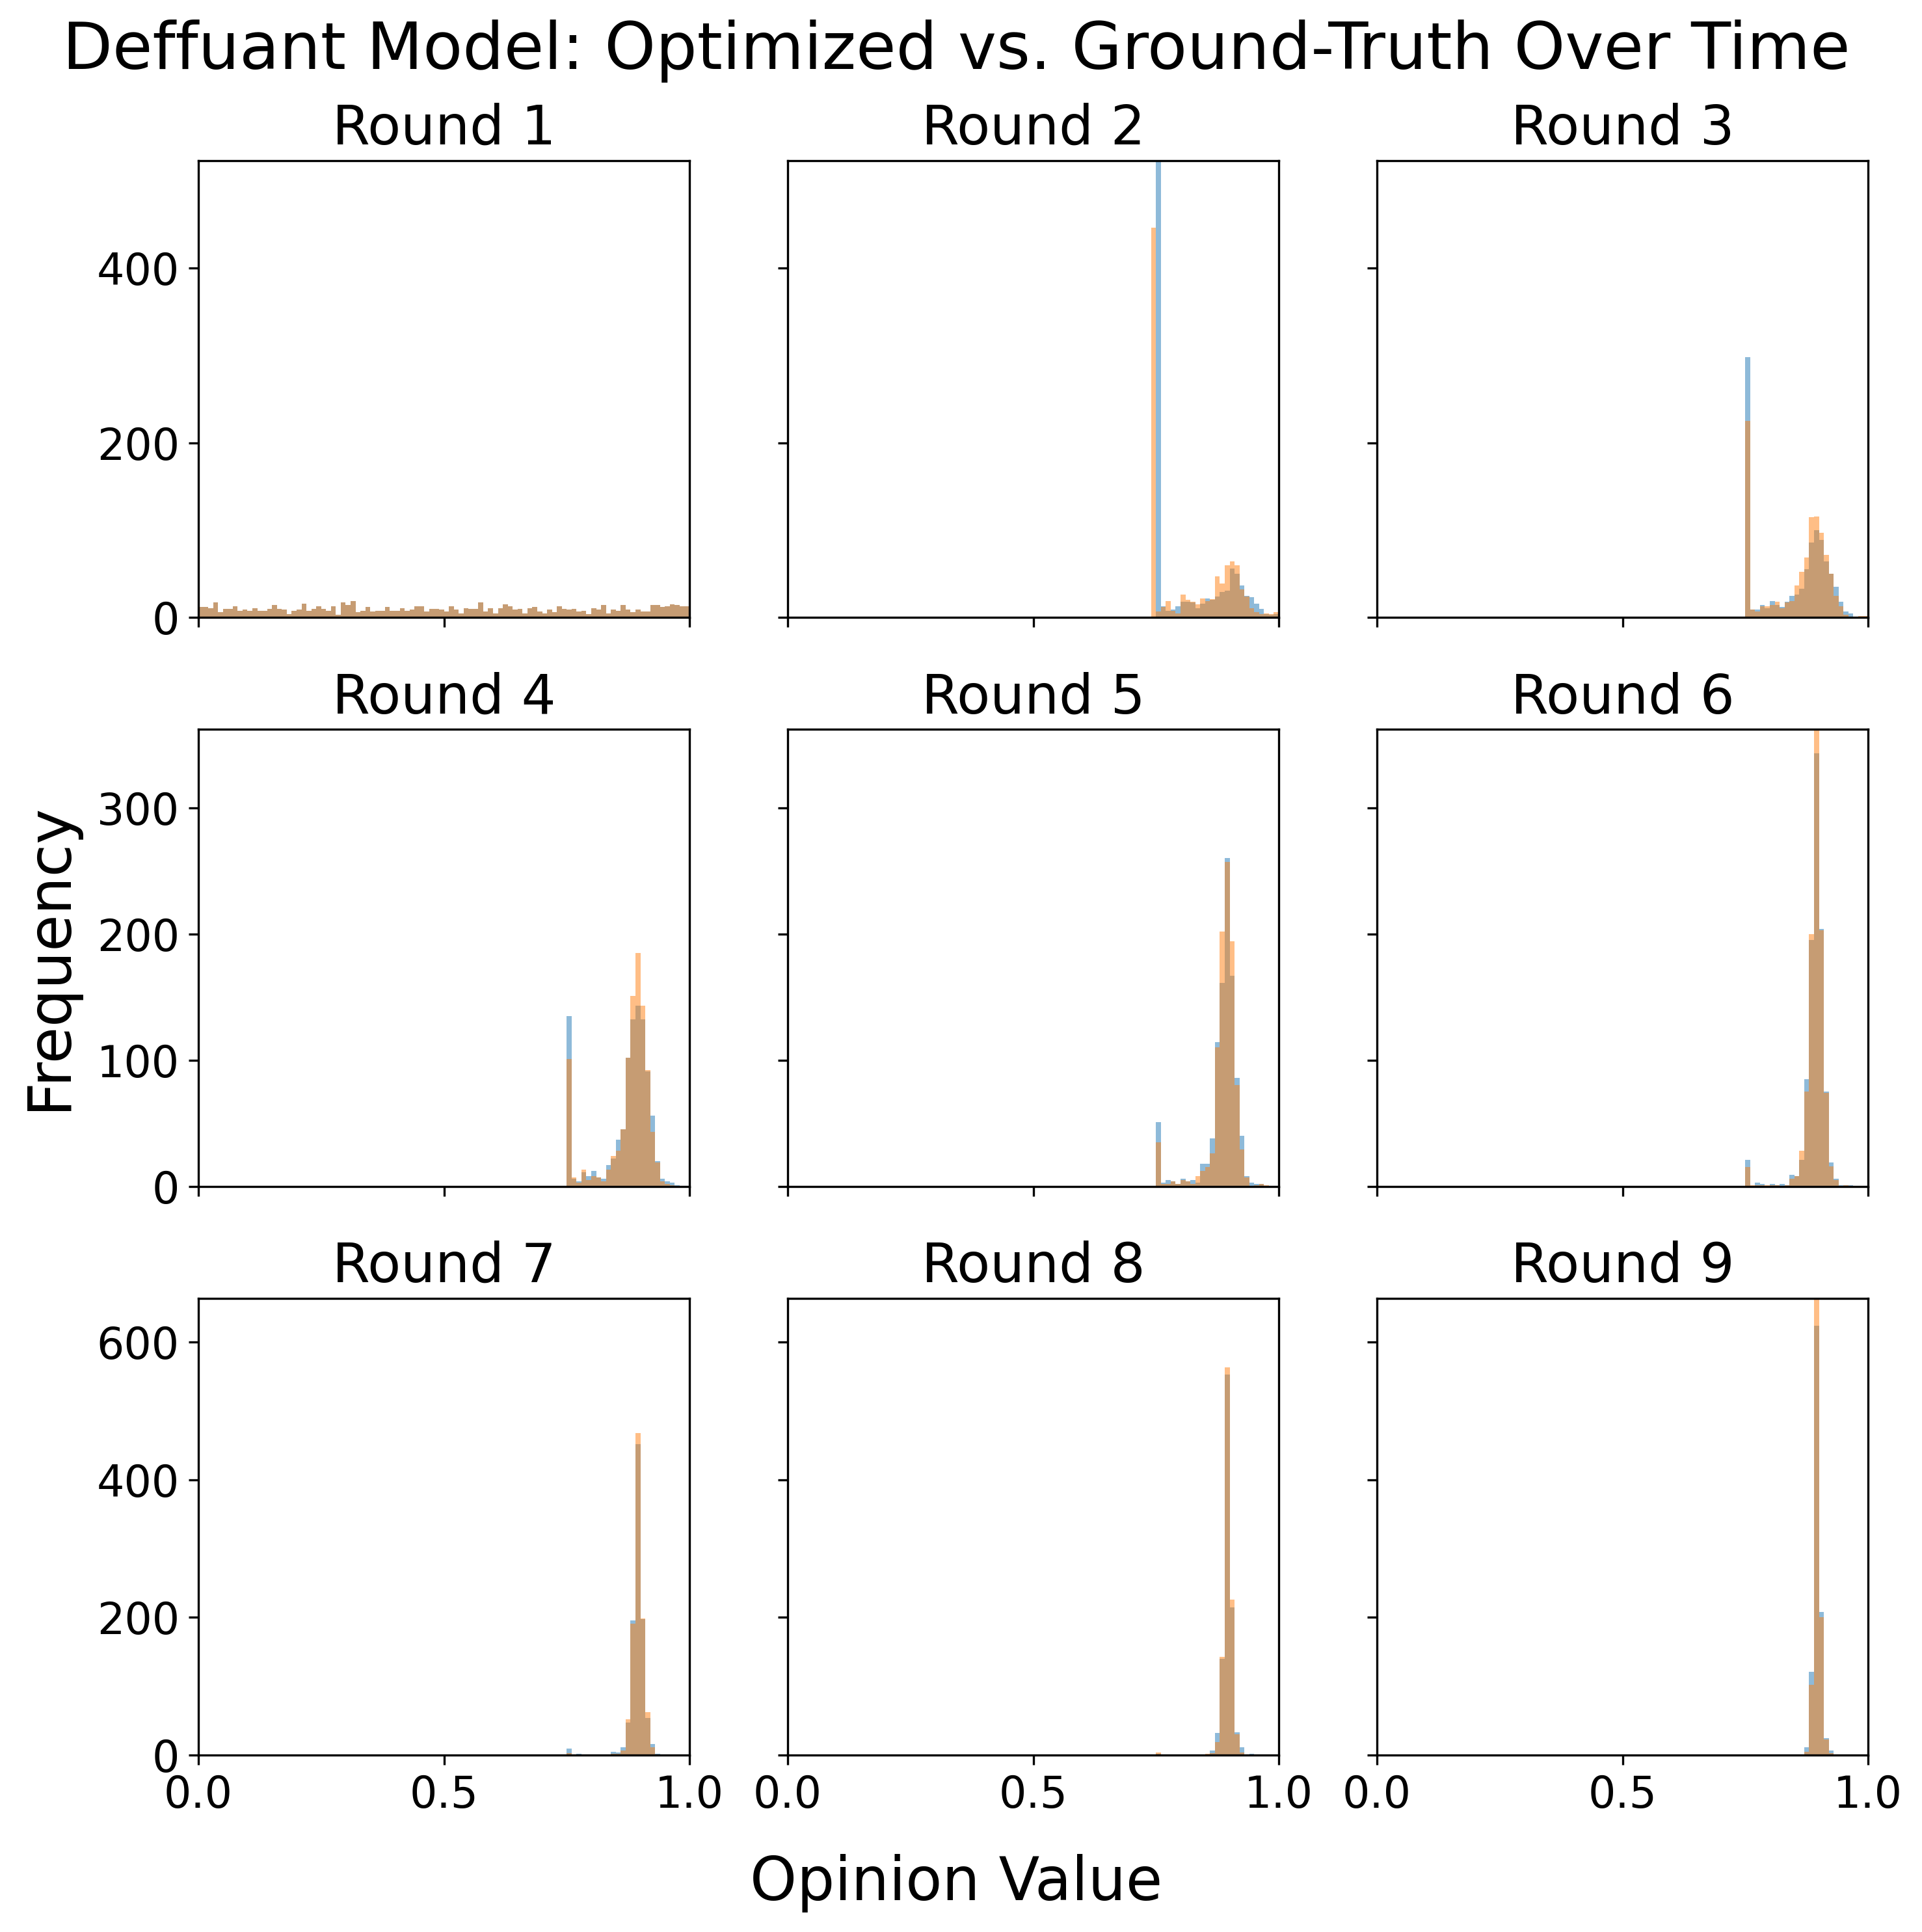 Deffuant Model: Optimized vs. Ground-Truth Over Time
Round 1
Round 2
Round 3
400
200
0
Round 4
Round 5
Round 6
Frequency
300
200
100
0
Round 7
Round 8
Round 9
600
400
200
0
0.0 0.5 1.0 0.0 0.5 1.0 0.0 0.5 1.0
Opinion Value